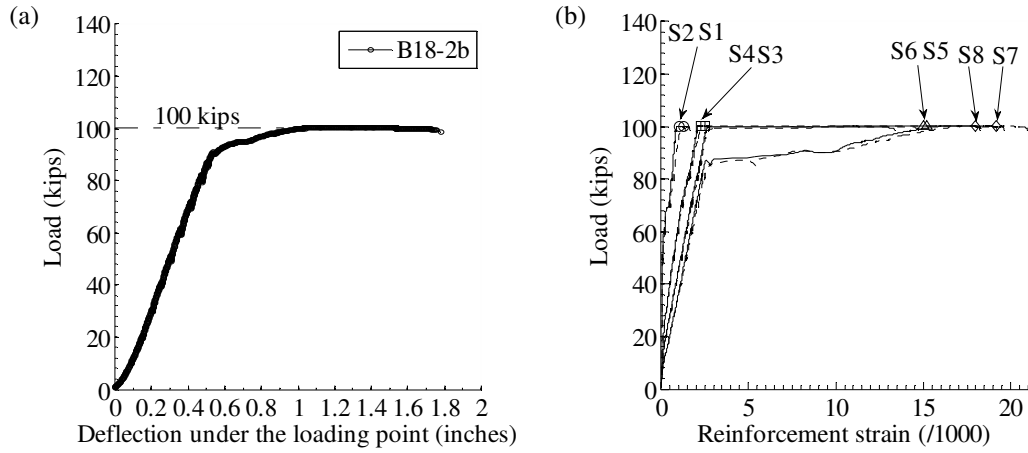 (a)
140
120
100
80
60
40
20
0
Load (kips)
B18-2b
100 kips
0 0.2 0.4 0.6 0.8 1 1.2 1.4 1.6 1.8 2
Deflection under the loading point (inches)
(b)
140
120
100
80
60
40
20
0
Load (kips)
S2 S1
S4 S3
S6 S5
S8
S7
0 5 10 15 20
Reinforcement strain (/1000)